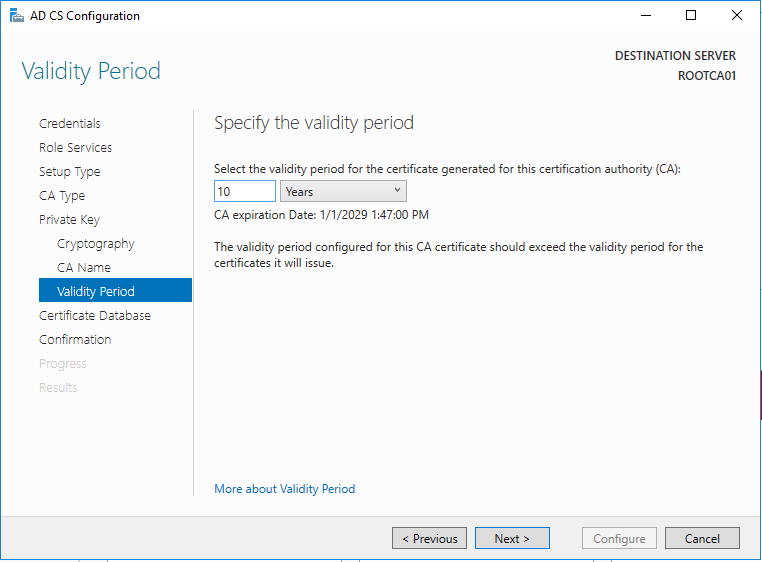 AD CS Configuration
Validity Period
DESTINATION SERVER
ROOTCA01
Credentials
Role Services
Setup Type
CA Type
Private Key
Cryptography
CA Name
Validity Period
Certificate Database
Confirmation
Progress
Results
Specify the validity period
Select the validity period for the certificate generated for this certification authority (CA):
10 Years
CA expiration Date: 1/1/2029 1:47:00 PM
The validity period configured for this CA certificate should exceed the validity period for the
certificates it will issue.
More about Validity Period
< Previous Next > Configure Cancel